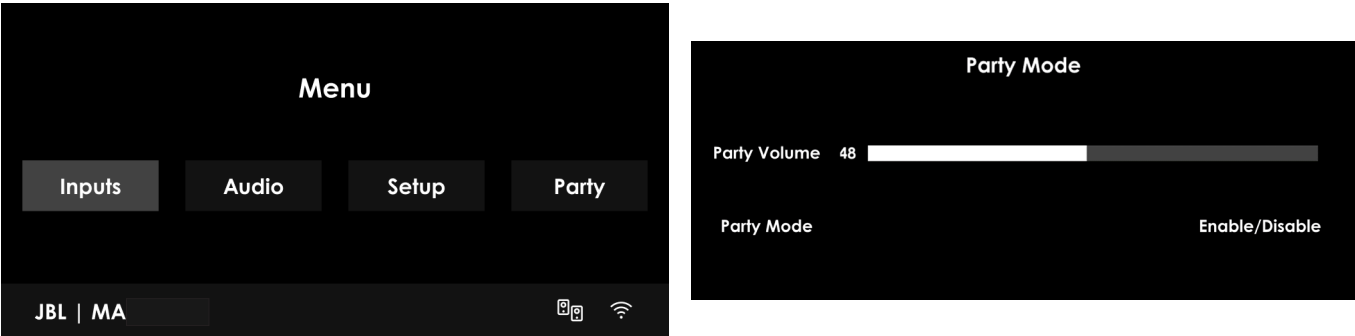 Menu
Inputs Audio Setup Party
JBL | MA
Party Mode
Party Volume 48
Party Mode Enable/Disable